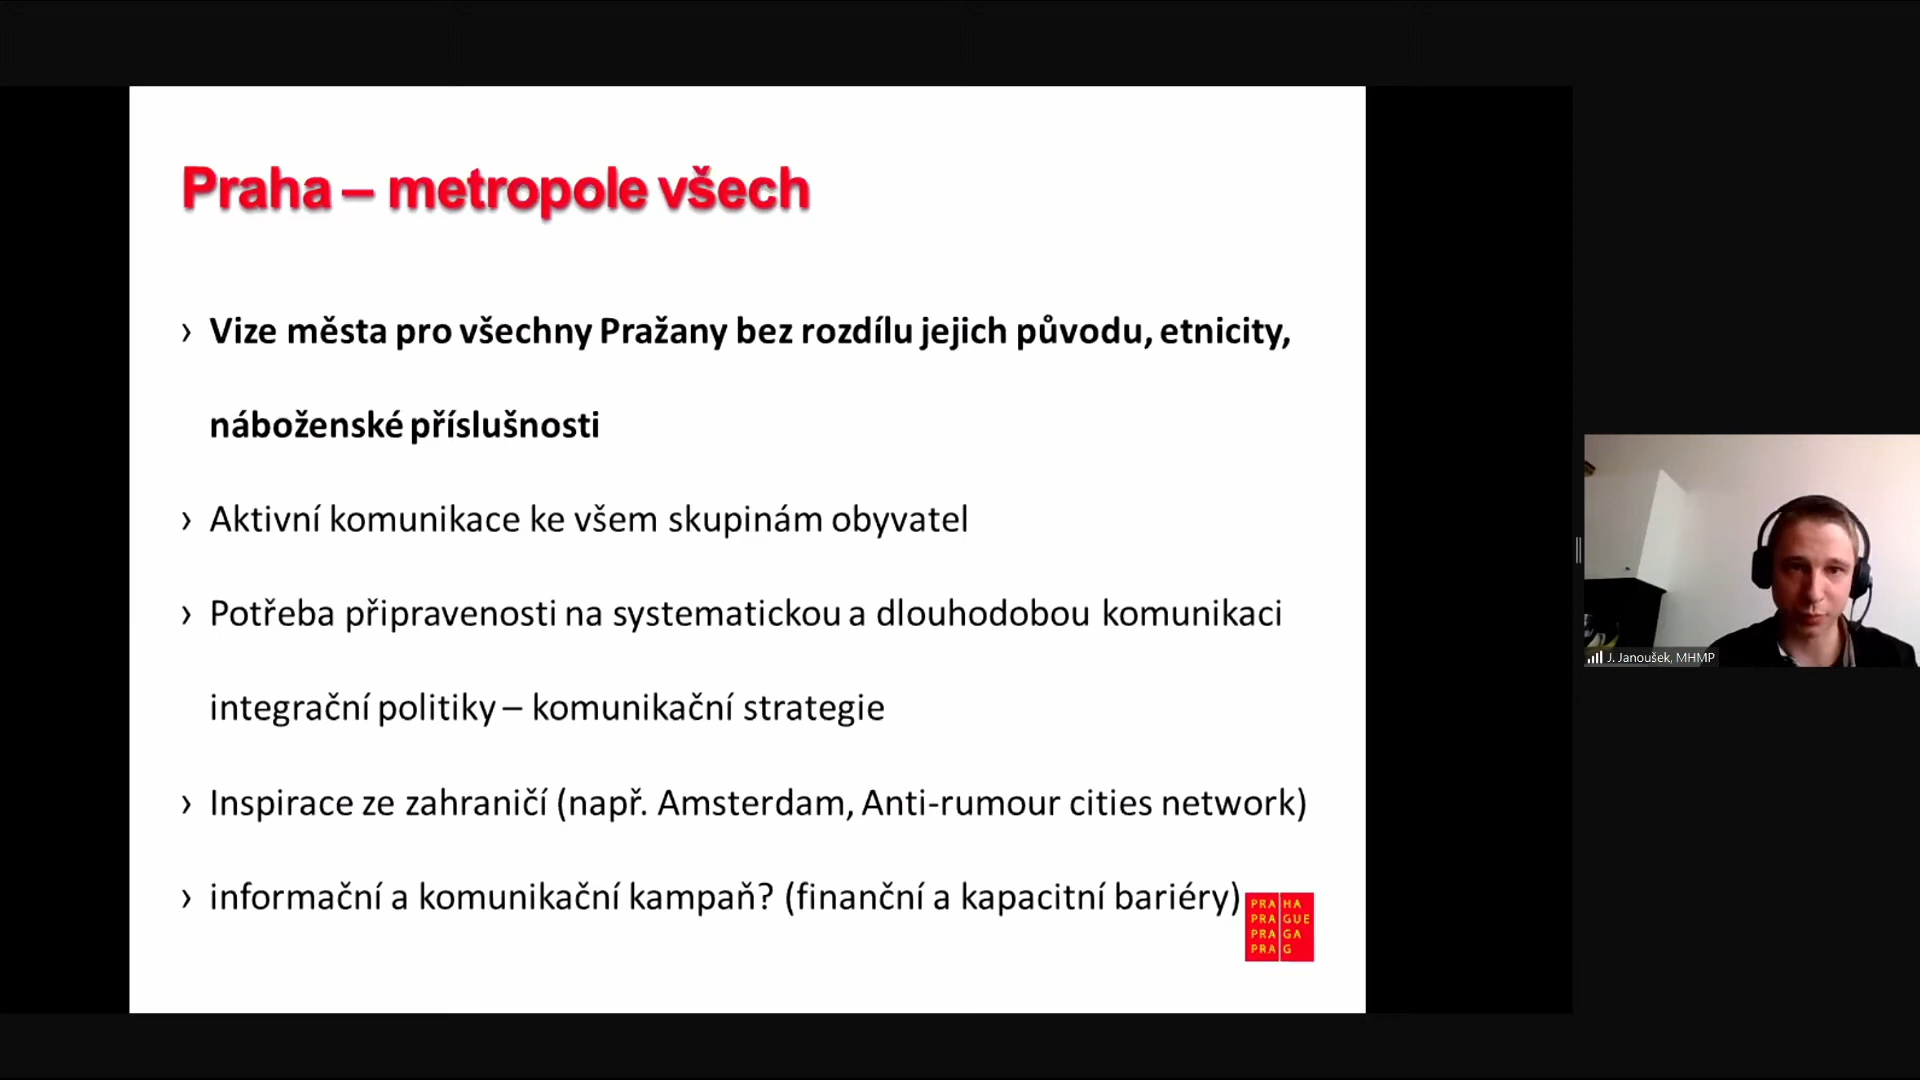 Praha – metropole všech
› Vize města pro všechny Pražany bez rozdílu jejich původu, etnicity,
náboženské příslušnosti
› Aktivní komunikace ke všem skupinám obyvatel
› Potřeba připravenosti na systematickou a dlouhodobou komunikaci
integrační politiky – komunikační strategie
› Inspirace ze zahraničí (např. Amsterdam, Anti-rumour cities network)
› informační a komunikační kampaň? (finanční a kapacitní bariéry)
PRA HA
PRA GUE
PRA GA
PRA G
J. Janoušek, MHMP